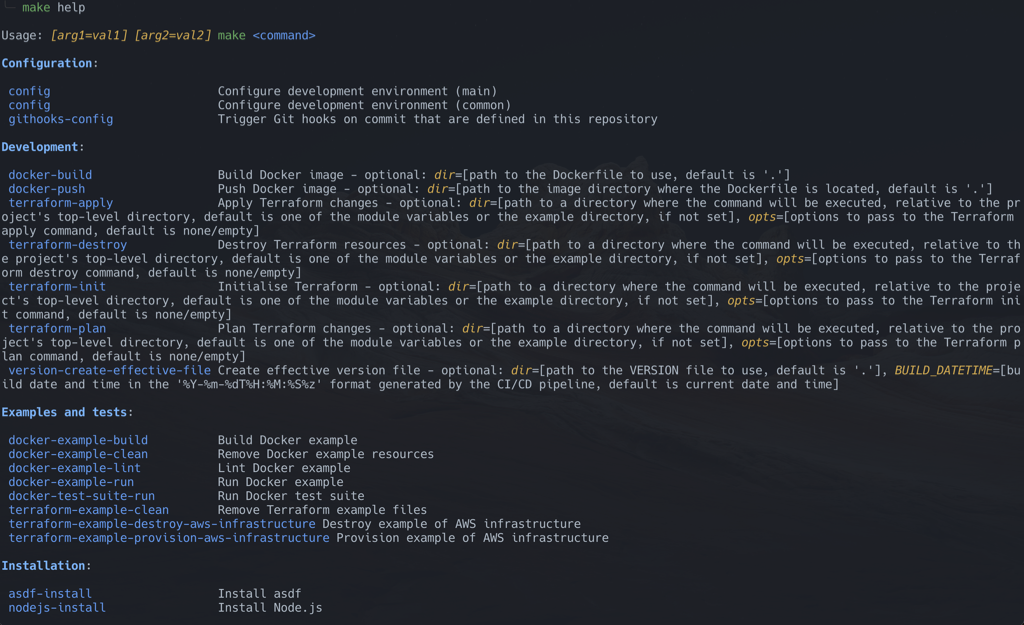 make help
Usage: [arg1=val1] [arg2=val2] make <command>
Configuration:
config Configure development environment (main)
config Configure development environment (common)
githooks-config Trigger Git hooks on commit that are defined in this repository
Development:
docker-build Build Docker image - optional: dir=[path to the Dockerfile to use, default is '.']
docker-push Push Docker image - optional: dir=[path to the image directory where the Dockerfile is located, default is '.']
terraform-apply Apply Terraform changes - optional: dir=[path to a directory where the command will be executed, relative to the pr
oject's top-level directory, default is one of the module variables or the example directory, if not set], opts=[options to pass to the Terraform
apply command, default is none/empty]
terraform-destroy Destroy Terraform resources - optional: dir=[path to a directory where the command will be executed, relative to th
e project's top-level directory, default is one of the module variables or the example directory, if not set], opts=[options to pass to the Terraf
orm destroy command, default is none/empty]
terraform-init Initialise Terraform - optional: dir=[path to a directory where the command will be executed, relative to the proje
ct's top-level directory, default is one of the module variables or the example directory, if not set], opts=[options to pass to the Terraform ini
t command, default is none/empty]
terraform-plan Plan Terraform changes - optional: dir=[path to a directory where the command will be executed, relative to the pro
ject's top-level directory, default is one of the module variables or the example directory, if not set], opts=[options to pass to the Terraform p
lan command, default is none/empty]
version-create-effective-file Create effective version file - optional: dir=[path to the VERSION file to use, default is '.'], BUILD_DATETIME=[bu
ild date and time in the '%Y-%m-%dT%H:%M:%S%z' format generated by the CI/CD pipeline, default is current date and time]
Examples and tests:
docker-example-build Build Docker example
docker-example-clean Remove Docker example resources
docker-example-lint Lint Docker example
docker-example-run Run Docker example
docker-test-suite-run Run Docker test suite
terraform-example-clean Remove Terraform example files
terraform-example-destroy-aws-infrastructure Destroy example of AWS infrastructure
terraform-example-provision-aws-infrastructure Provision example of AWS infrastructure
Installation:
asdf-install Install asdf
nodejs-install Install Node.js